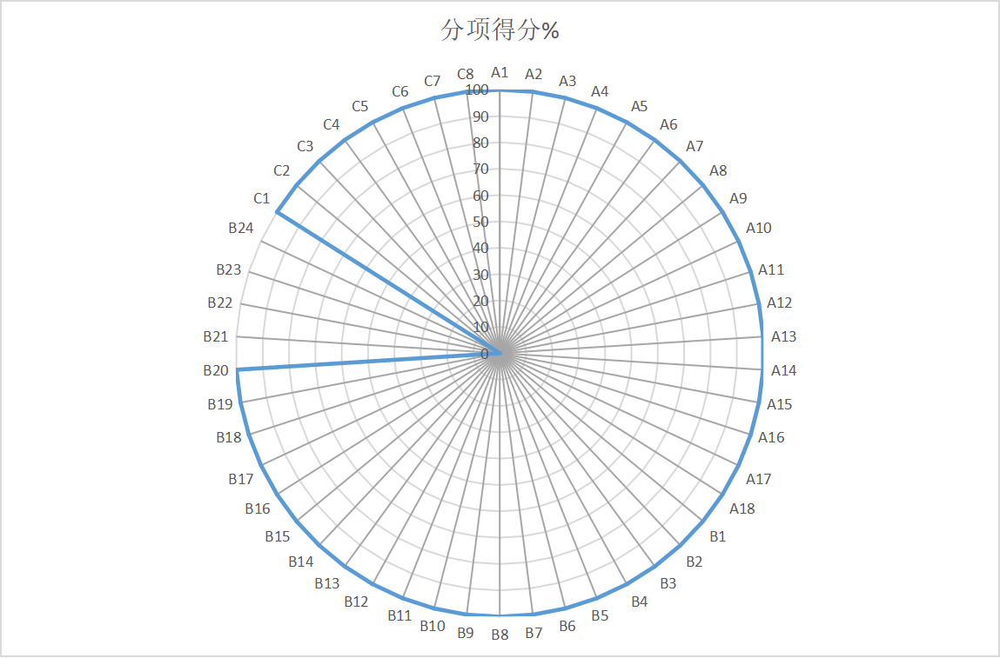 分项得分%
A1
A2
A3
A4
A5
A6
A7
A8
A9
A10
A11
A12
A13
A14
A15
A16
A17
A18
B1
B2
B3
B4
B5
B6
B7
B8
B9
B10
B11
B12
B13
B14
B15
B16
B17
B18
B19
B20
B21
B22
B23
B24
C1
C2
C3
C4
C5
C6
C7
C8
100
90
80
70
60
50
40
30
20
10
0